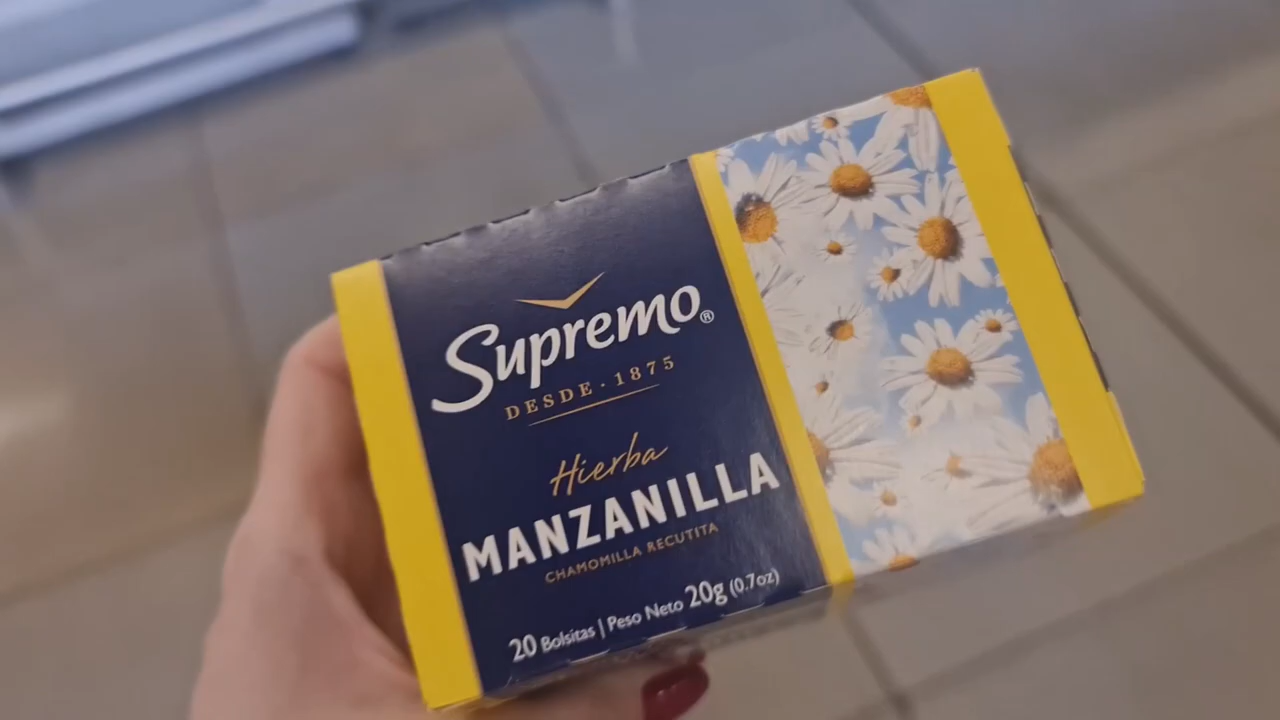 Supremo®
DESDE · 1875
Hierba
MANZANILLA
CHAMOMILLA RECUTITA
20 Bolsitas | Peso Neto 20g (0.7oz)